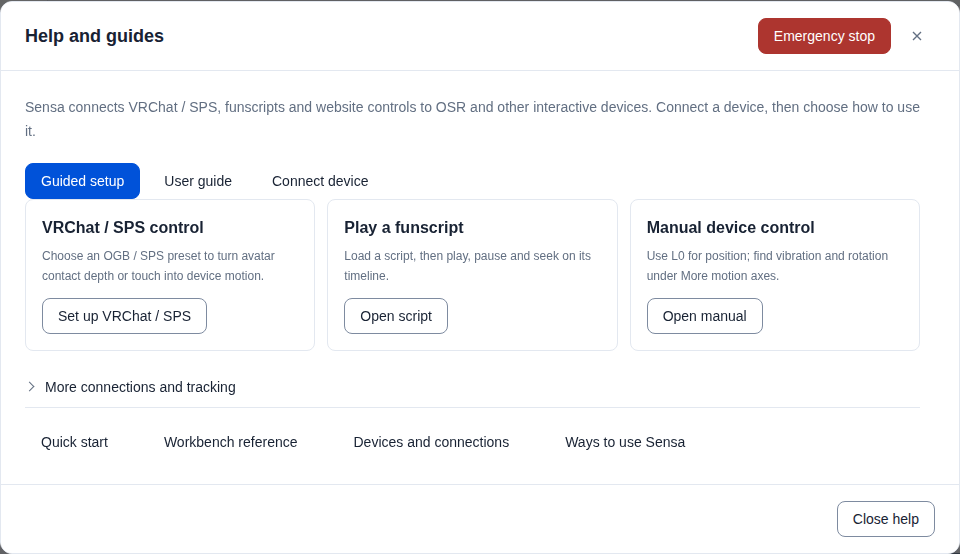 Help and guides
Emergency stop
Sensa connects VRChat / SPS, funscripts and website controls to OSR and other interactive devices. Connect a device, then choose how to use
it.
Guided setup
User guide
Connect device
VRChat / SPS control
Choose an OGB / SPS preset to turn avatar
contact depth or touch into device motion.
Set up VRChat / SPS
Play a funscript
Load a script, then play, pause and seek on its
timeline.
Open script
Manual device control
Use L0 for position; find vibration and rotation
under More motion axes.
Open manual
More connections and tracking
Quick start
Workbench reference
Devices and connections
Ways to use Sensa
Close help